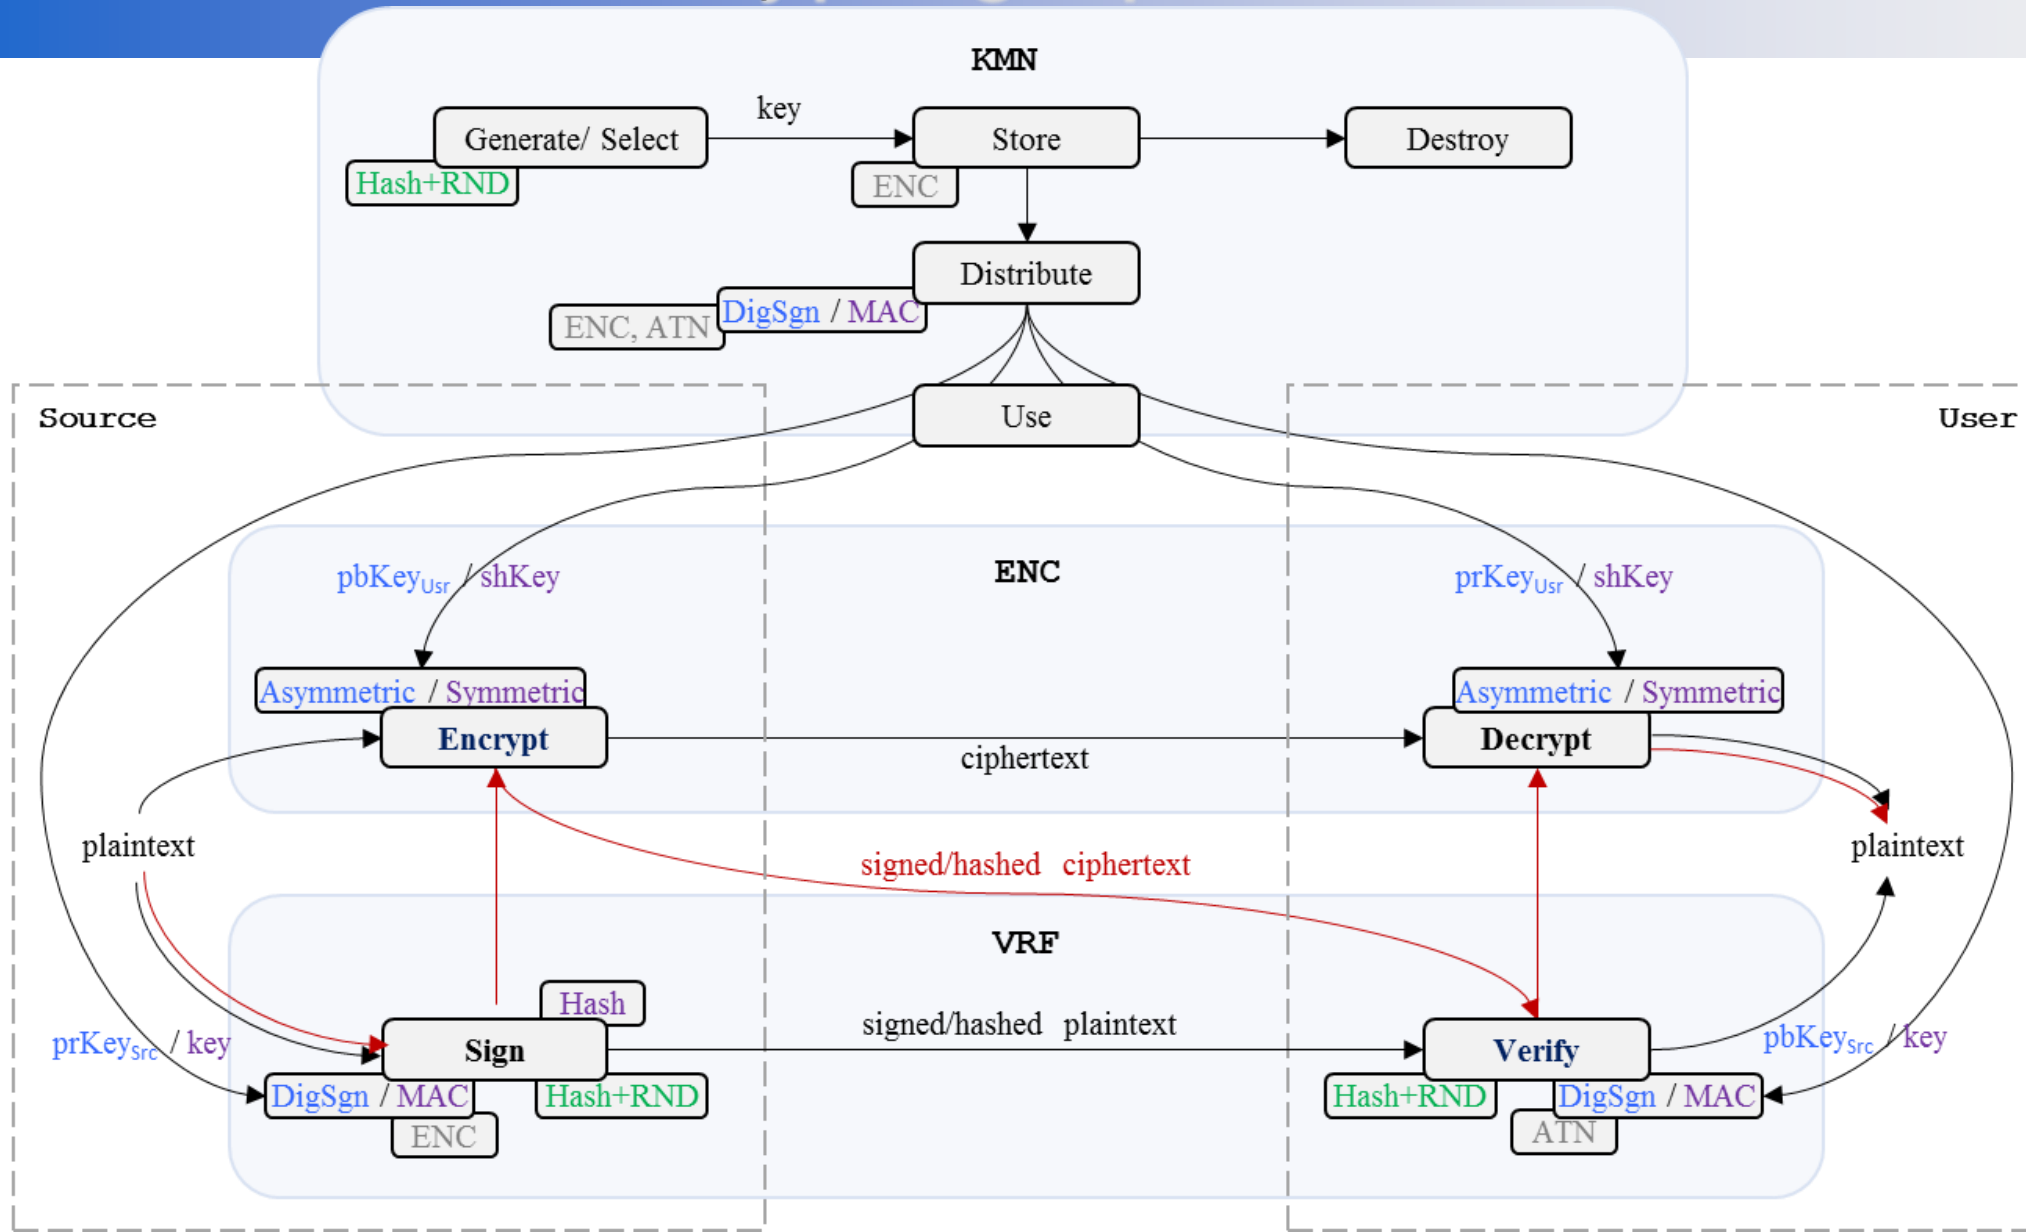 KMN
key
Generate/ Select
Store
Destroy
Hash+RND
ENC
Distribute
DigSgn / MAC
ENC, ATN
Source
Use
User
pbKeyUsr / shKey
ENC
prKeyUsr / shKey
Asymmetric / Symmetric
Asymmetric / Symmetric
Encrypt
Decrypt
ciphertext
plaintext
plaintext
signed/hashed ciphertext
VRF
Hash
signed/hashed plaintext
prKeySrc / key
Sign
Verify
pbKeySrc / key
DigSgn / MAC
Hash+RND
Hash+RND
DigSgn / MAC
ENC
ATN